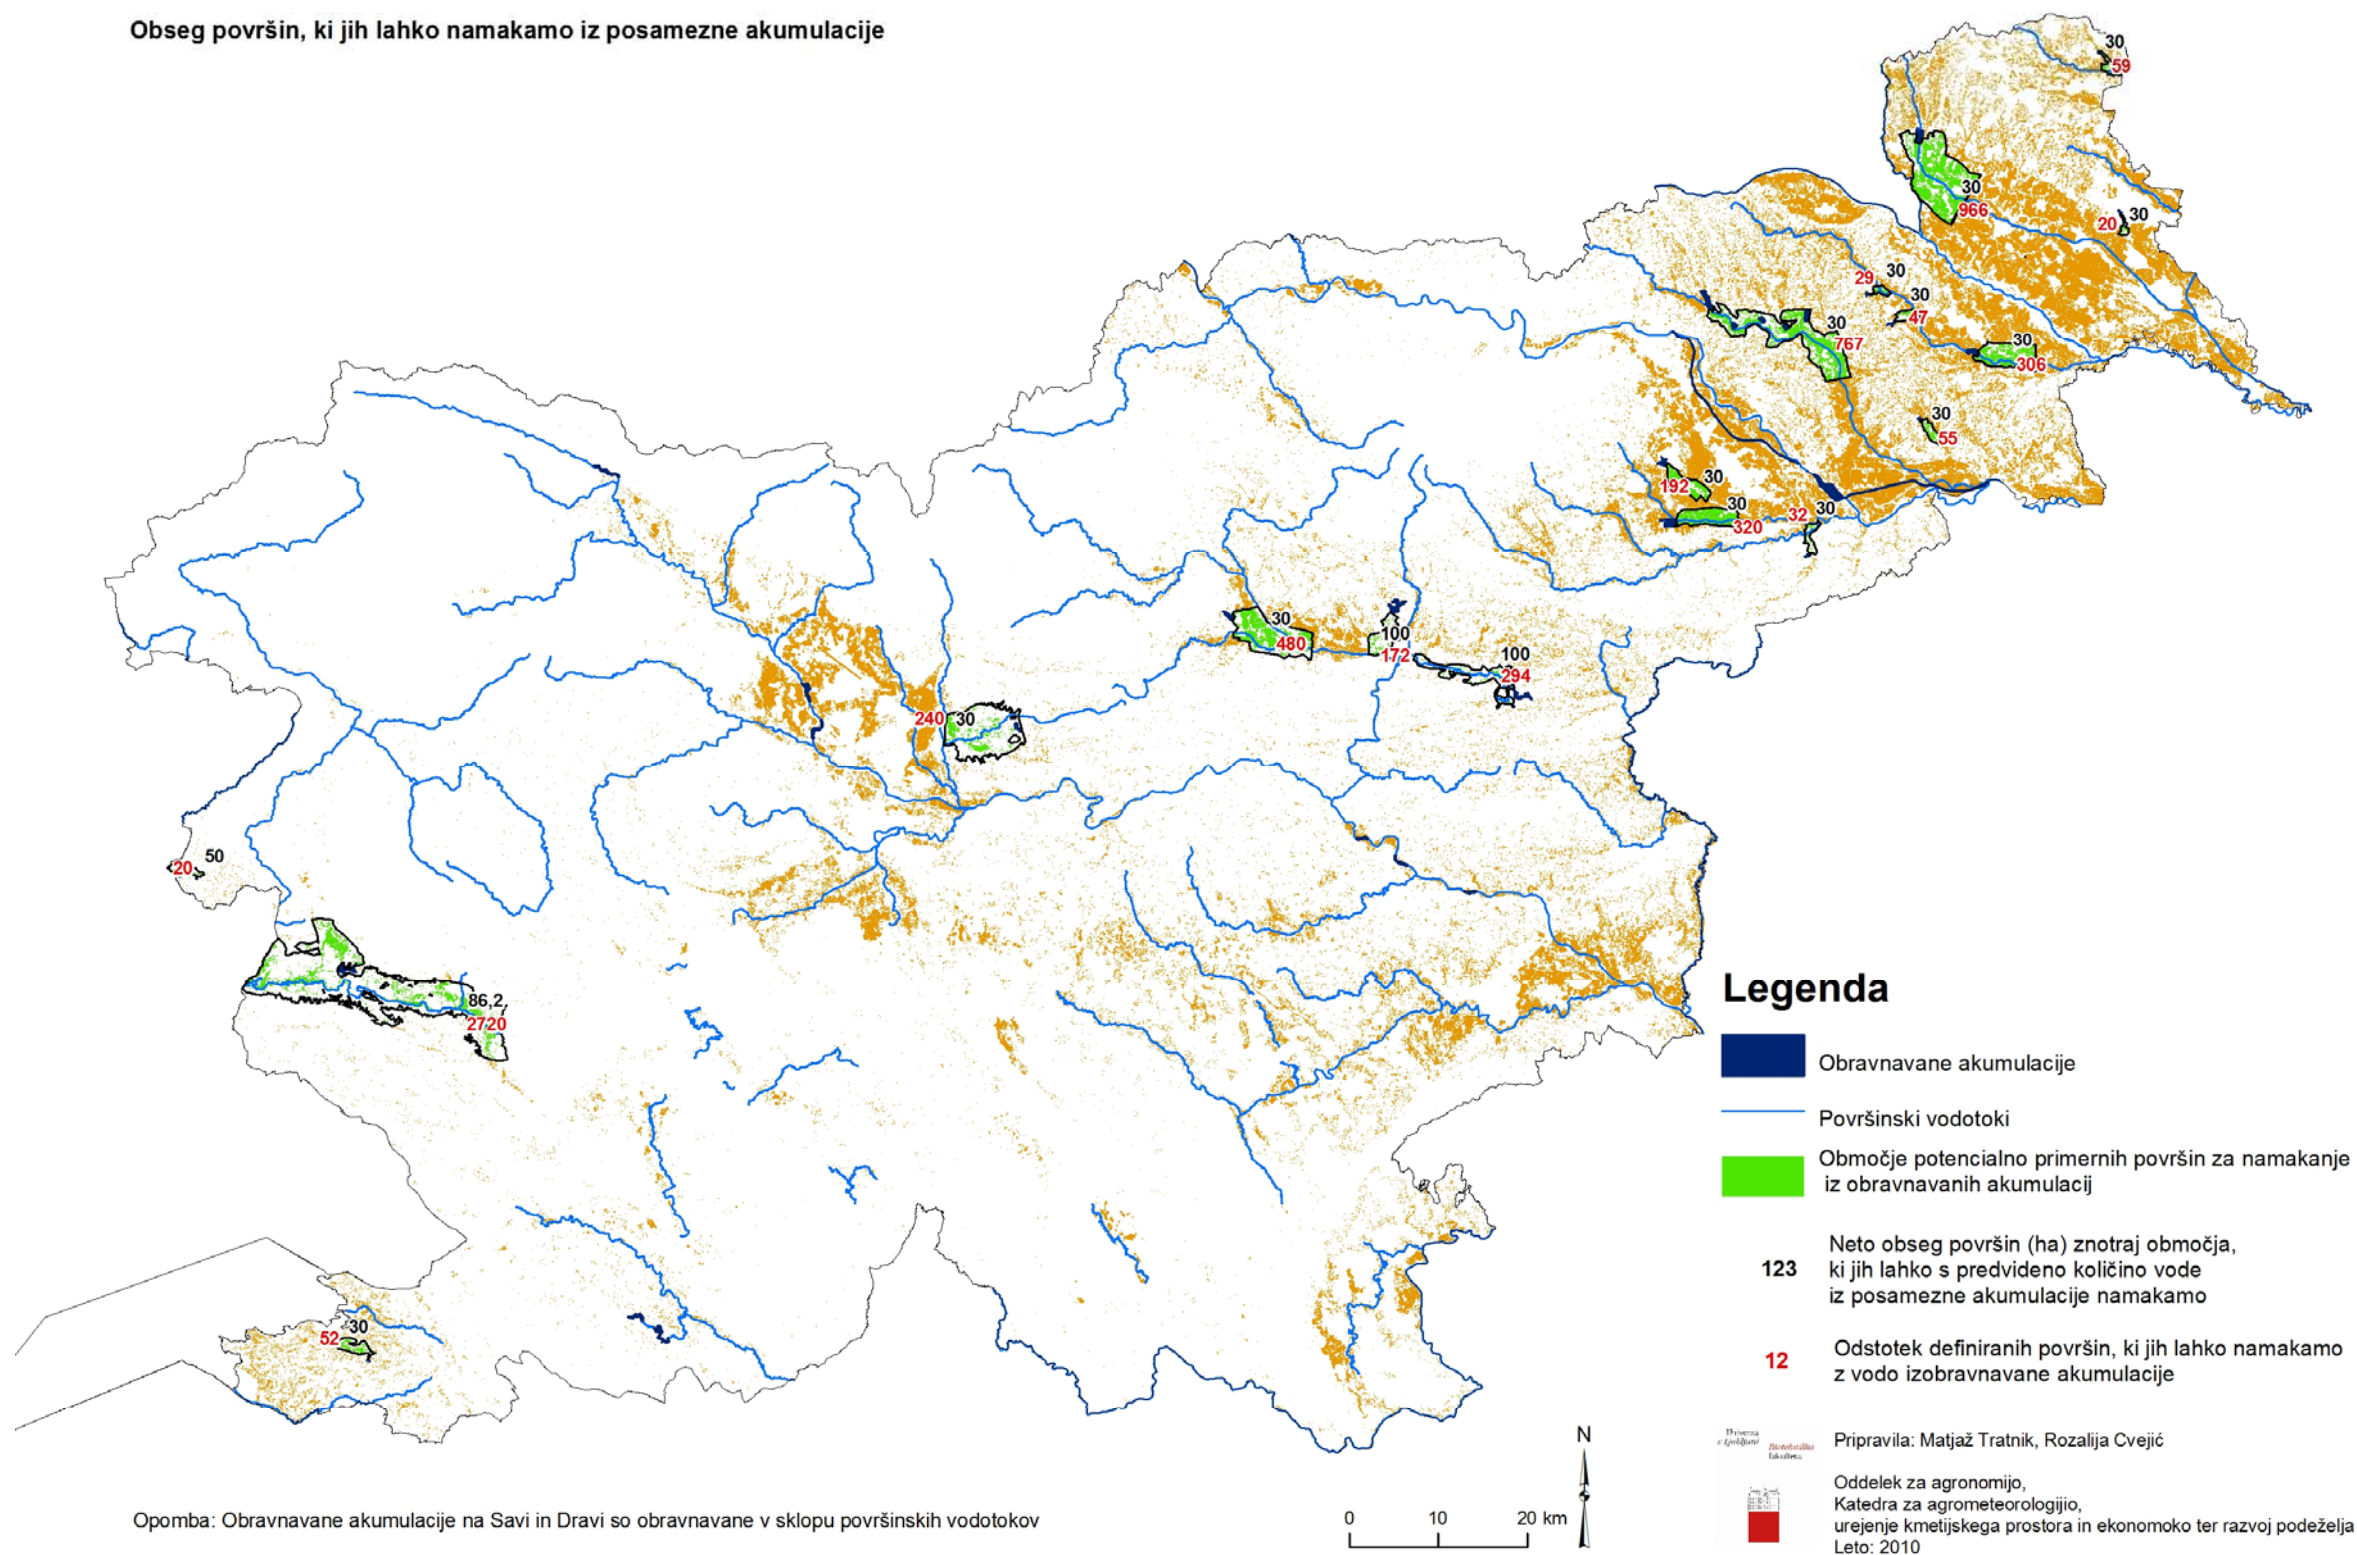 Obseg površin, ki jih lahko namakamo iz posamezne akumulacije
30
59
30
966
30
20
29
30
30
47
30
767
30
306
30
55
30
192
30
320
32
30
30
480
100
172
100
294
240
30
50
20
86,2
2720
30
52
Legenda
Obravnavane akumulacije
Površinski vodotoki
Območje potencialno primernih površin za namakanje
iz obravnavanih akumulacij
123
Neto obseg površin (ha) znotraj območja,
ki jih lahko s predvideno količino vode
iz posamezne akumulacije namakamo
12
Odstotek definiranih površin, ki jih lahko namakamo
z vodo izobravnavane akumulacije
N
0 10 20 km
Pripravila: Matjaž Tratnik, Rozalija Cvejić
Oddelek za agronomijo,
Katedra za agrometeorologijio,
urejenje kmetijskega prostora in ekonomoko ter razvoj podeželja
Leto: 2010
Opomba: Obravnavane akumulacije na Savi in Dravi so obravnavane v sklopu površinskih vodotokov